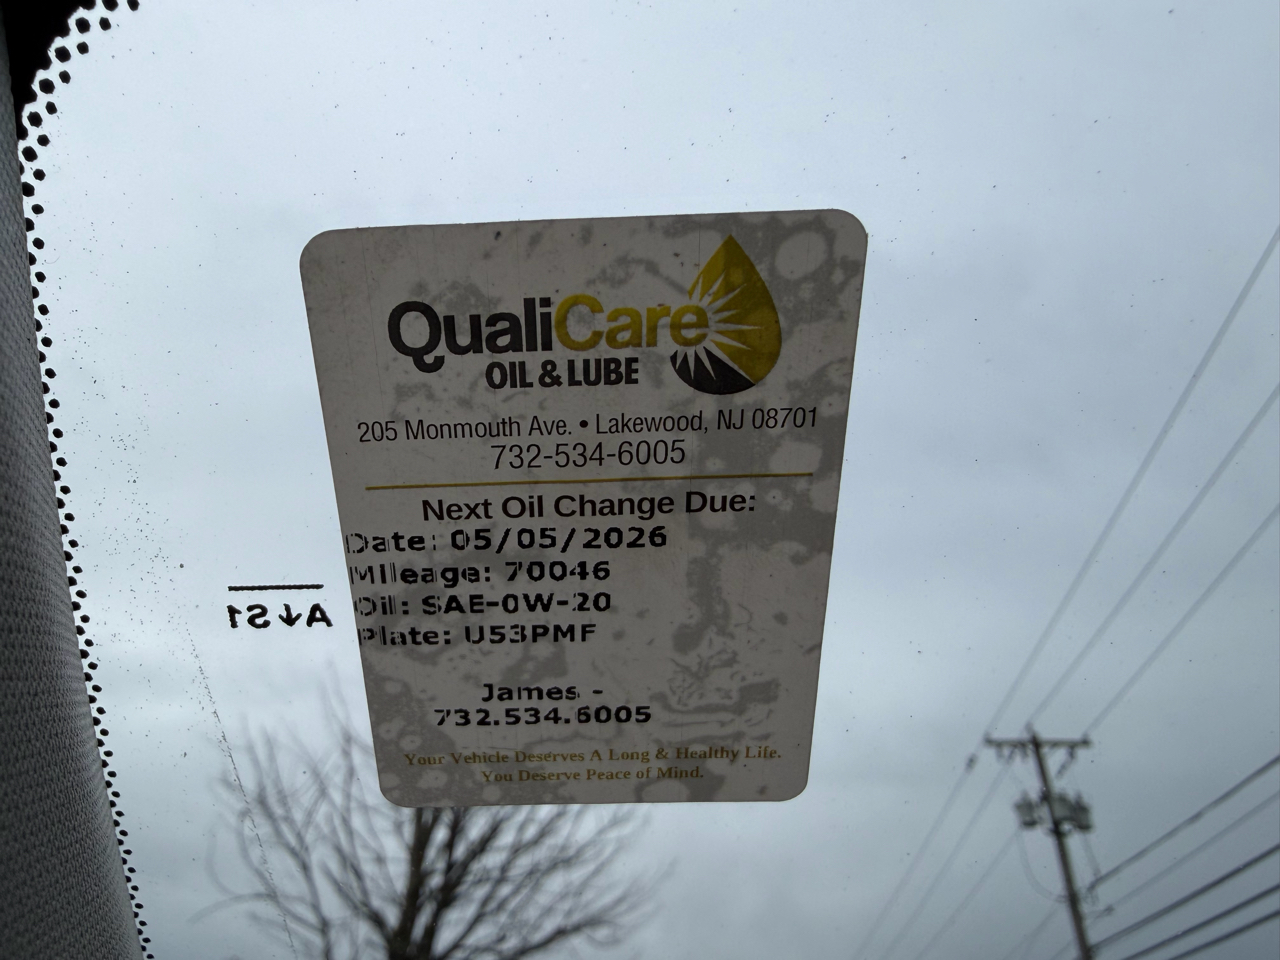 QualiCare
OIL & LUBE
205 Monmouth Ave. • Lakewood, NJ 08701
732-534-6005
Next Oil Change Due:
Date: 05/05/2026
Mileage: 70046
Oil: SAE-0W-20
Plate: U53PMF
AS1
James -
732.534.6005
Your Vehicle Deserves A Long & Healthy Life.
You Deserve Peace of Mind.